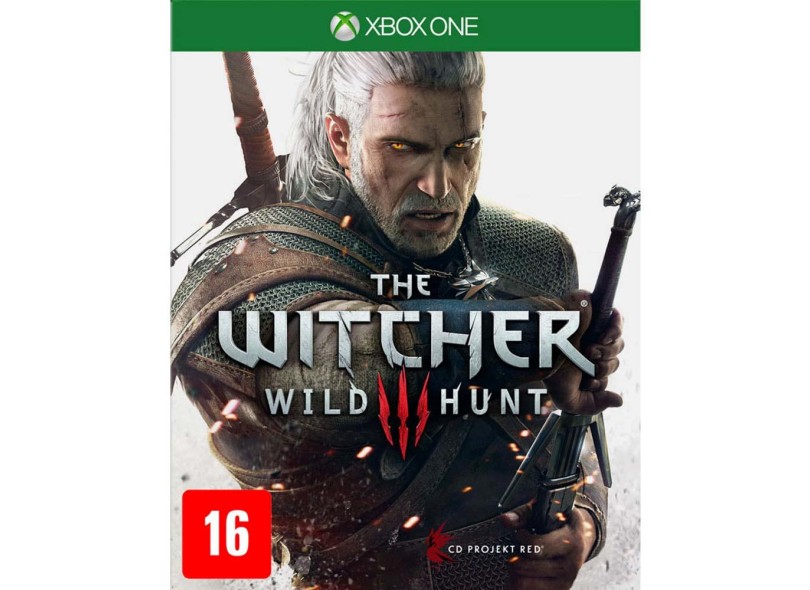 XBOX ONE
THE
WITCHER®
WILD III HUNT
16
CD PROJEKT RED®